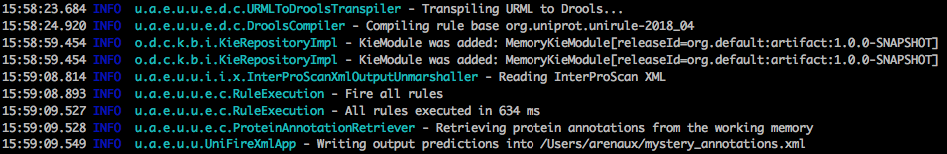 15:58:23.684 INFO u.a.e.u.u.e.d.c.URMLToDroolsTranspiler - Transpiling URML to Drools...
15:58:24.920 INFO u.a.e.u.u.e.d.c.DroolsCompiler - Compiling rule base org.uniprot.unirule-2018_04
15:58:59.454 INFO o.d.c.k.b.i.KieRepositoryImpl - KieModule was added: MemoryKieModule[releaseId=org.default:artifact:1.0.0-SNAPSHOT]
15:58:59.454 INFO o.d.c.k.b.i.KieRepositoryImpl - KieModule was added: MemoryKieModule[releaseId=org.default:artifact:1.0.0-SNAPSHOT]
15:59:08.814 INFO u.a.e.u.u.i.i.x.InterProScanXmlOutputUnmarshaller - Reading InterProScan XML
15:59:08.893 INFO u.a.e.u.u.e.c.RuleExecution - Fire all rules
15:59:09.527 INFO u.a.e.u.u.e.c.RuleExecution - All rules executed in 634 ms
15:59:09.528 INFO u.a.e.u.u.e.c.ProteinAnnotationRetriever - Retrieving protein annotations from the working memory
15:59:09.549 INFO u.a.e.u.u.UniFireXmlApp - Writing output predictions into /Users/arenaux/mystery_annotations.xml